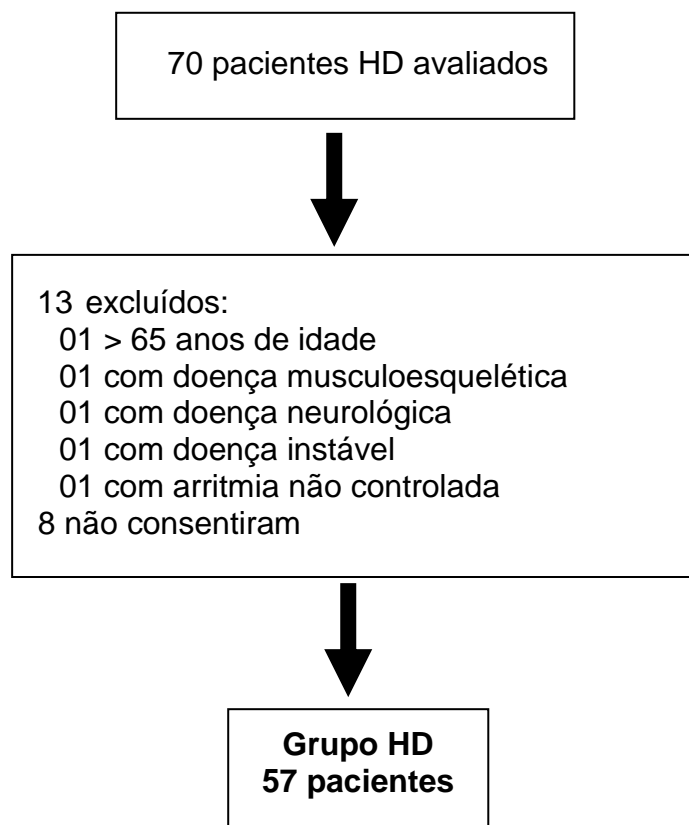 70 pacientes HD avaliados
13 excluídos:
01 > 65 anos de idade
01 com doença musculoesquelética
01 com doença neurológica
01 com doença instável
01 com arritmia não controlada
8 não consentiram
Grupo HD
57 pacientes